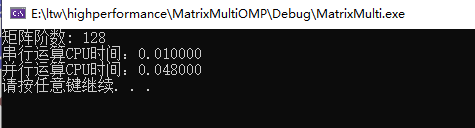 E:\ltw\highperformance\MatrixMultiOMP\Debug\MatrixMulti.exe
矩阵阶数: 128
串行运算CPU时间：0.010000
并行运算CPU时间：0.048000
请按任意键继续. . .